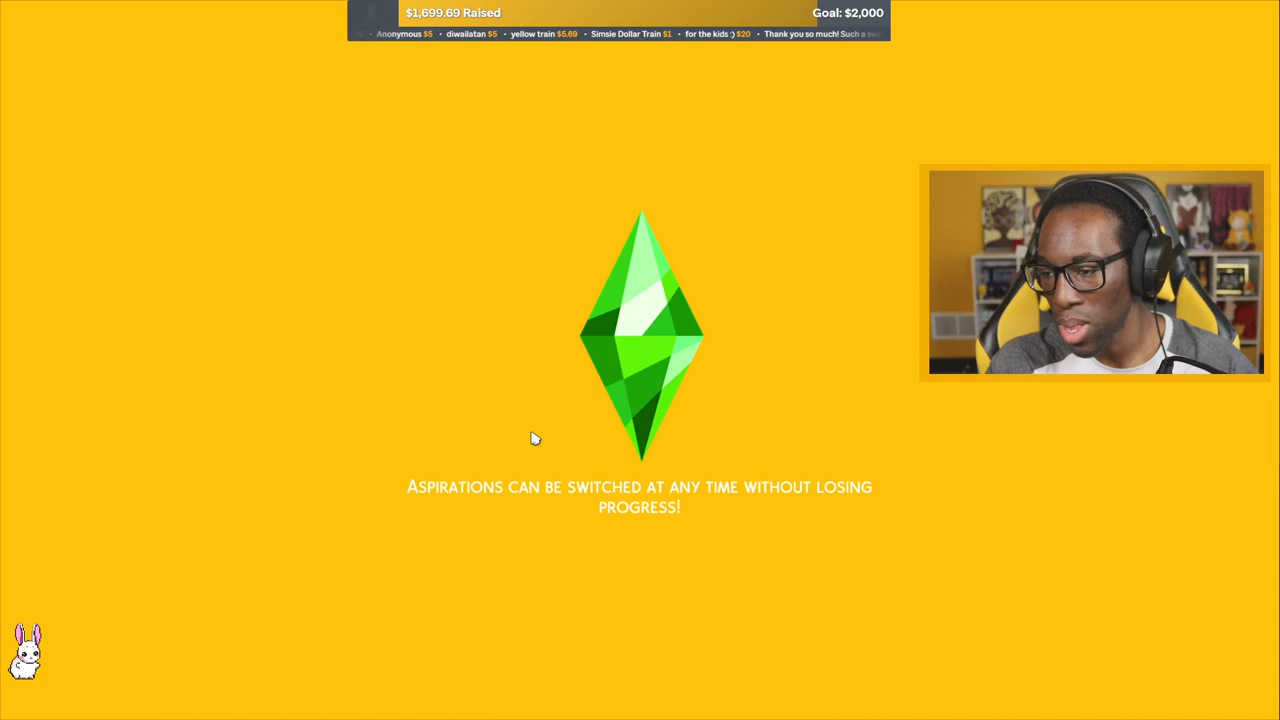 $1,699.69 Raised Goal: $2,000
• Anonymous $5 • diwailatan $5 • yellow train $5.69 • Simsie Dollar Train $1 • for the kids :) $20 • Thank you so much! Such a
ASPIRATIONS CAN BE SWITCHED AT ANY TIME WITHOUT LOSING
PROGRESS!